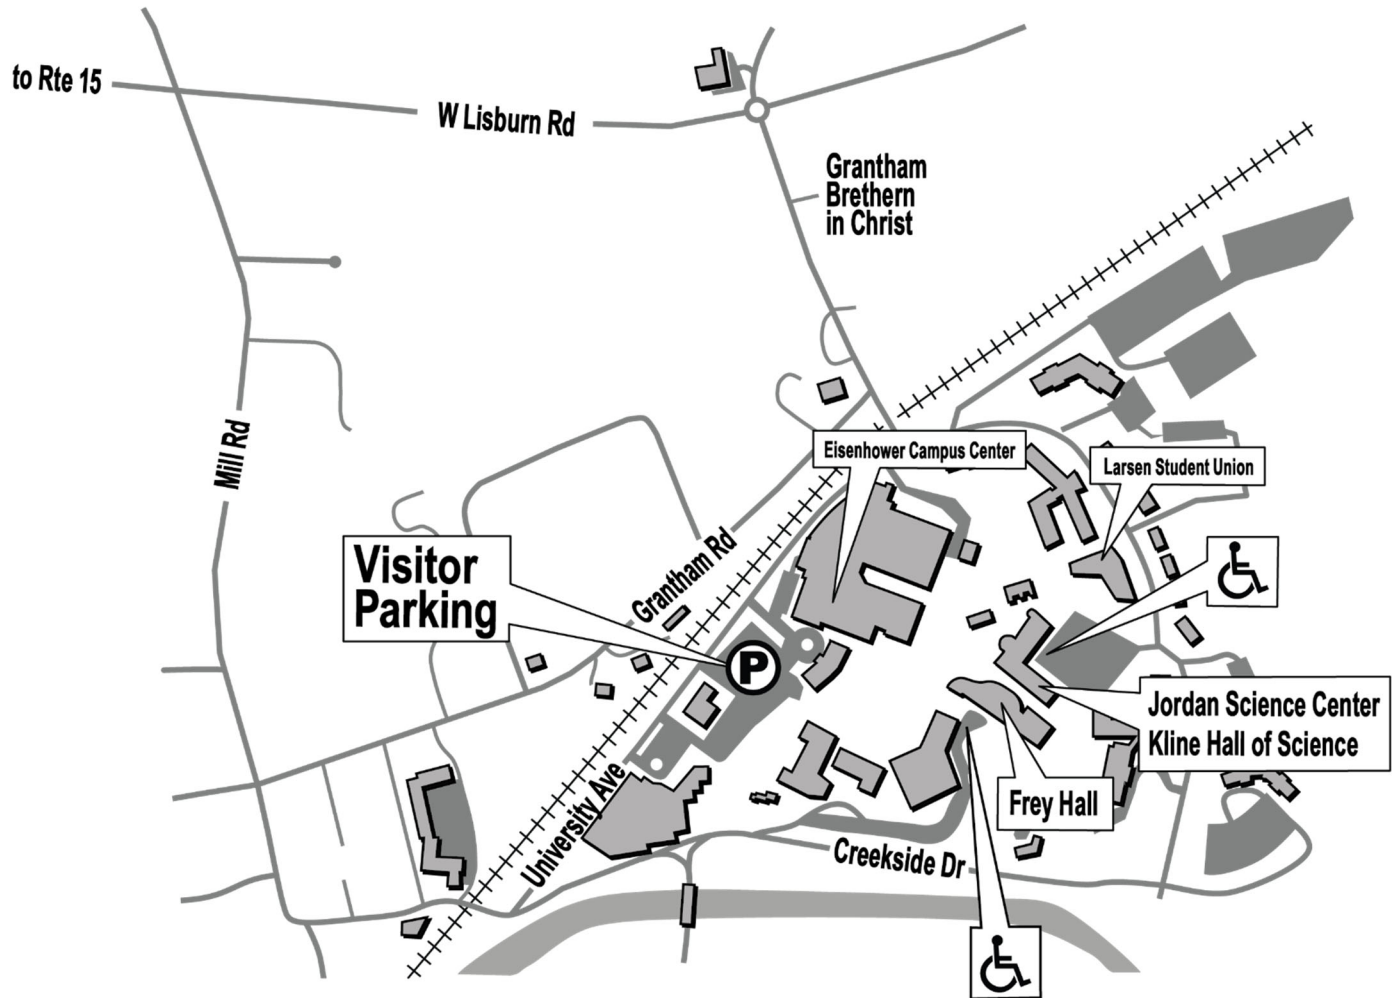 to Rte 15
W Lisburn Rd
Grantham
Brethern
in Christ
Mill Rd
Eisenhower Campus Center
Larsen Student Union
Visitor
Parking
Grantham Rd
P
Jordan Science Center
Kline Hall of Science
University Ave
Frey Hall
Creekside Dr